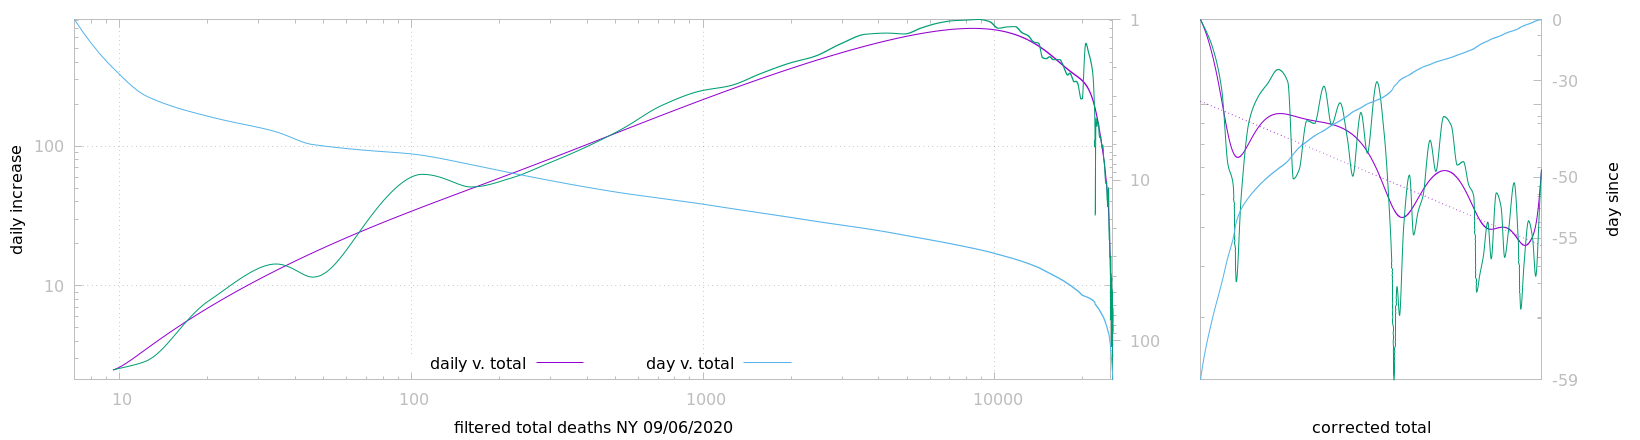 daily increase
100
10
1
10
100
daily v. total
day v. total
10
100
1000
10000
filtered total deaths NY 09/06/2020
0
-30
-50
-55
-59
day since
corrected total